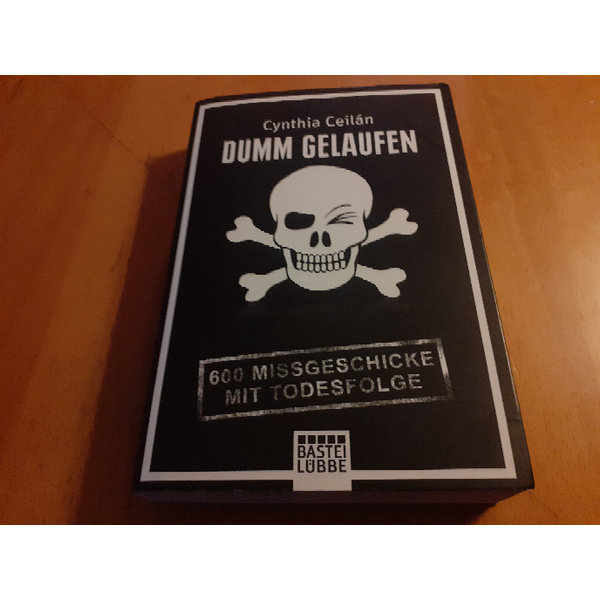 Cynthia Ceilán
DUMM GELAUFEN
600 MISSGESCHICKE
MIT TODESFOLGE
BASTEI
LÜBBE